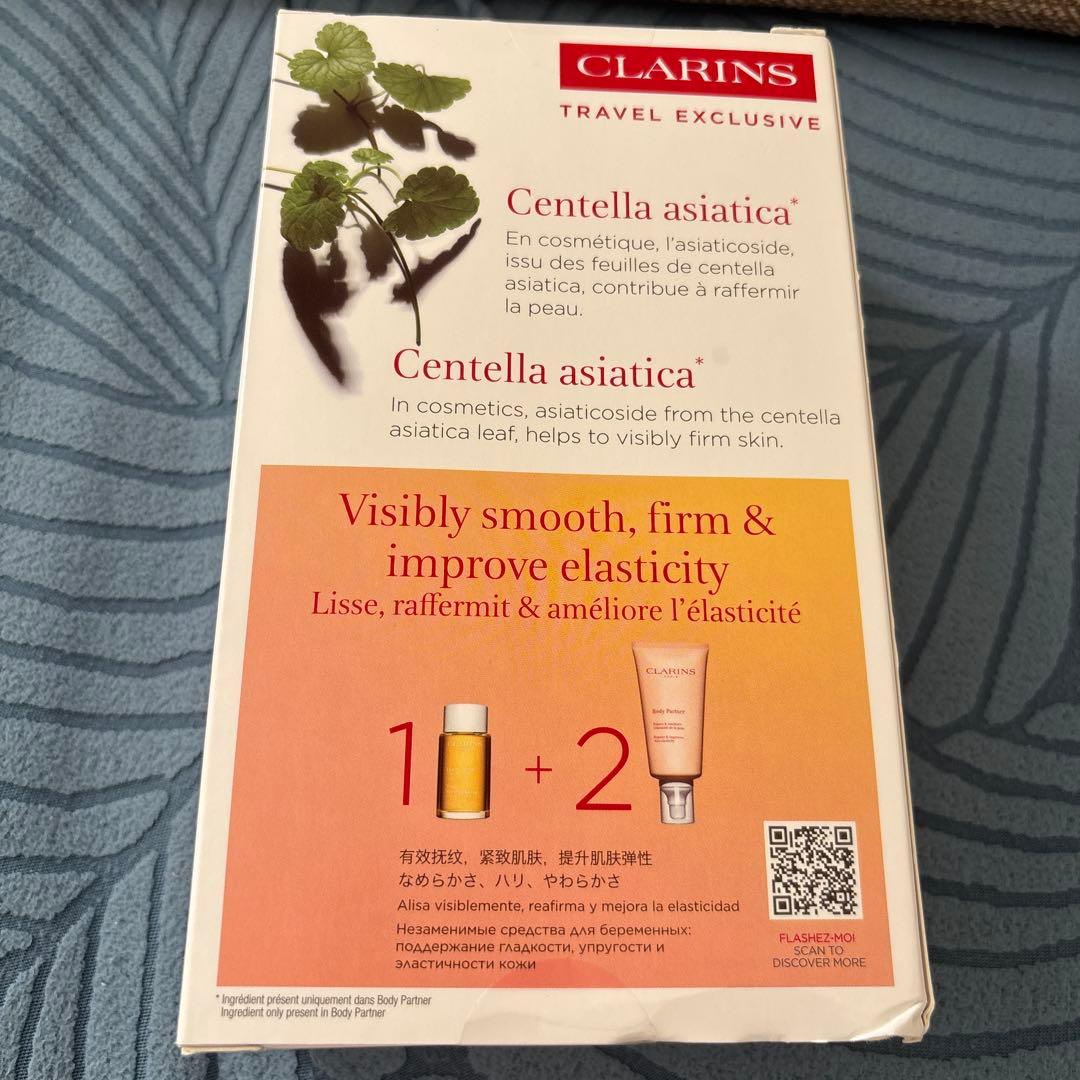 CLARINS
TRAVEL EXCLUSIVE
Centella asiatica*
En cosmétique, l'asiaticoside,
issu des feuilles de centella
asiatica, contribue à raffermir
la peau.
Centella asiatica*
In cosmetics, asiaticoside from the centella
asiatica leaf, helps to visibly firm skin.
Visibly smooth, firm &
improve elasticity
Lisse, raffermit & améliore l'élasticité
1
CLARINS
+ 2
CLARINS
Body Partner
有效抚纹，紧致肌肤，提升肌肤弹性
なめらかさ、ハリ、やわらかさ
Alisa visiblemente, reafirma y mejora la elasticidad
Незаменимые средства для беременных:
поддержание гладкости, упругости и
эластичности кожи
FLASHEZ-MOI
SCAN TO
DISCOVER MORE
* Ingrédient présent uniquement dans Body Partner
Ingredient only present in Body Partner